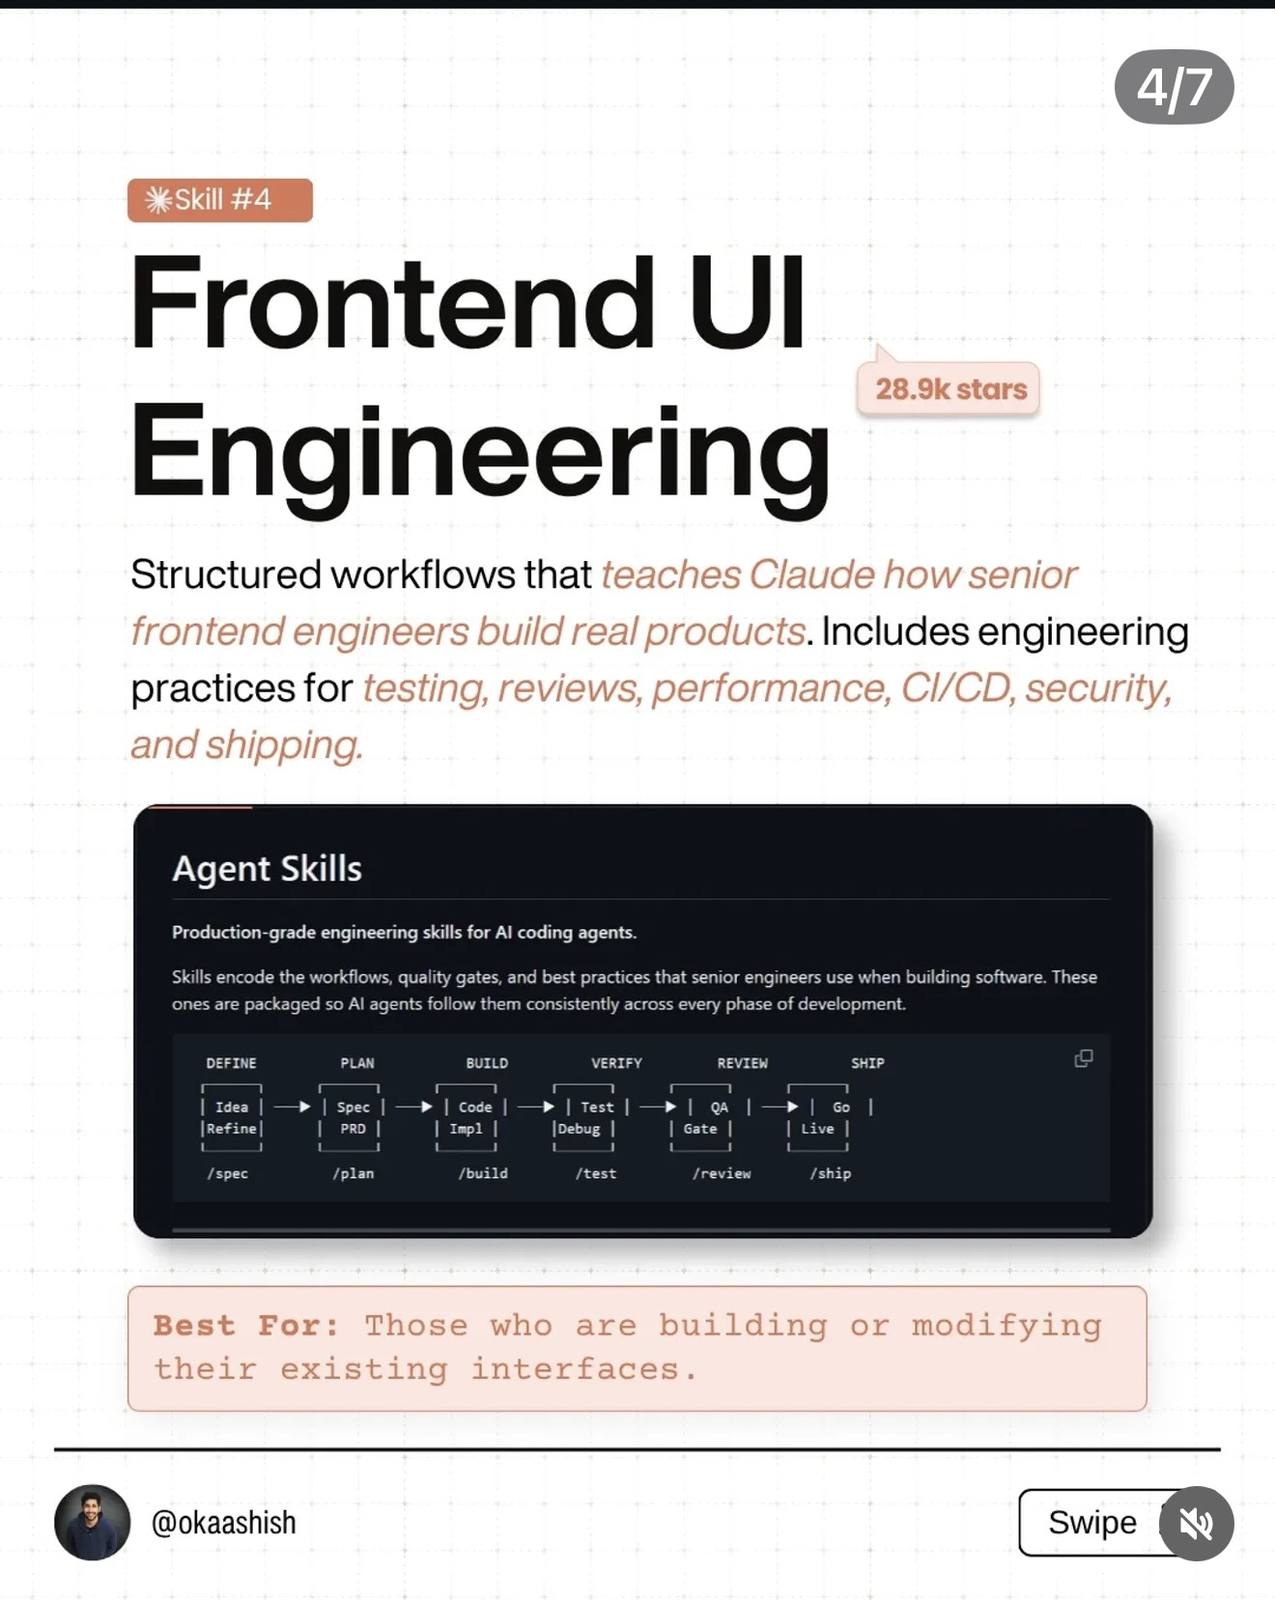 4/7
Skill #4
Frontend UI
Engineering
28.9k stars
Structured workflows that teaches Claude how senior
frontend engineers build real products. Includes engineering
practices for testing, reviews, performance, CI/CD, security,
and shipping.
Agent Skills
Production-grade engineering skills for AI coding agents.
Skills encode the workflows, quality gates, and best practices that senior engineers use when building software. These
ones are packaged so AI agents follow them consistently across every phase of development.
DEFINE PLAN BUILD VERIFY REVIEW SHIP
Idea Spec Code Test QA Go
Refine PRD Impl Debug Gate Live
/spec /plan /build /test /review /ship
Best For: Those who are building or modifying
their existing interfaces.
@okaashish
Swipe